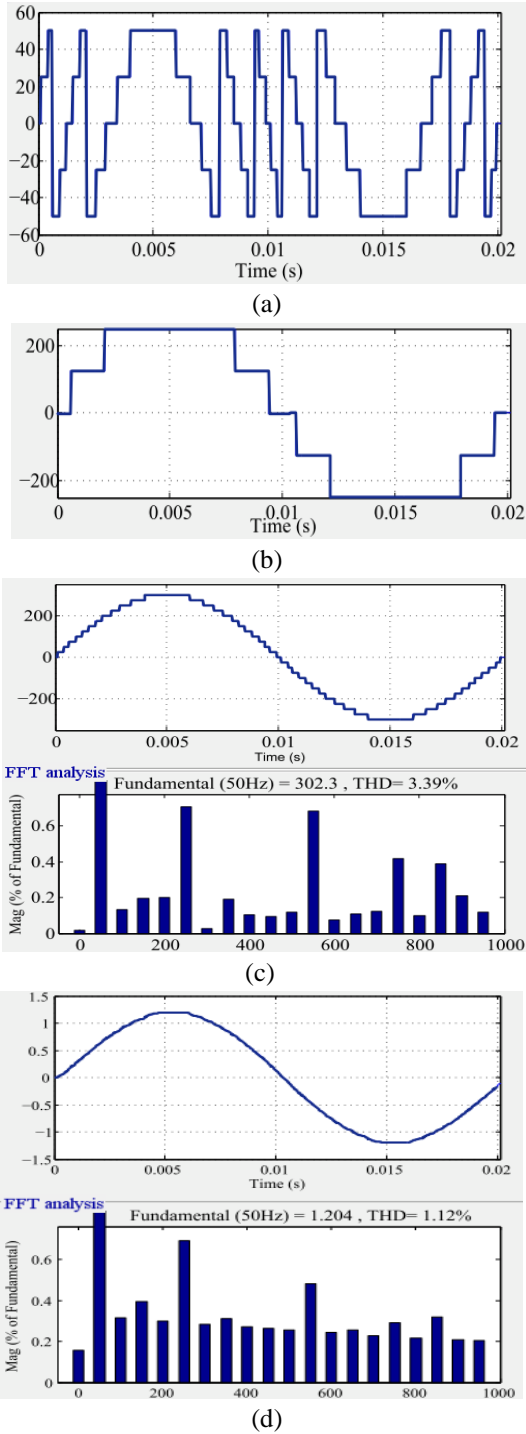 60
40
20
0
−20
−40
−60
0 0.005 0.01 0.015 0.02
Time (s)
(a)
200
0
−200
0 0.005 0.01 0.015 0.02
Time (s)
(b)
200
0
−200
0 0.005 0.01 0.015 0.02
Time (s)
FFT analysis
Fundamental (50Hz) = 302.3 , THD= 3.39%
Mag (% of Fundamental)
0.6
0.4
0.2
0
0 200 400 600 800 1000
(c)
1.5
1
0.5
0
−0.5
−1
−1.5
0 0.005 0.01 0.015 0.02
Time (s)
FFT analysis
Fundamental (50Hz) = 1.204 , THD= 1.12%
Mag (% of Fundamental)
0.6
0.4
0.2
0
0 200 400 600 800 1000
(d)